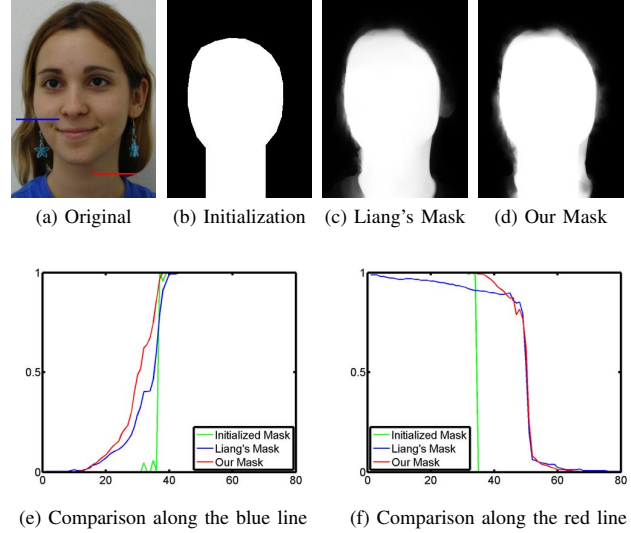 (a) Original (b) Initialization (c) Liang's Mask (d) Our Mask
1
0.5
0
0 20 40 60 80
Initialized Mask
Liang's Mask
Our Mask
1
0.5
0
0 20 40 60 80
Initialized Mask
Liang's Mask
Our Mask
(e) Comparison along the blue line (f) Comparison along the red line